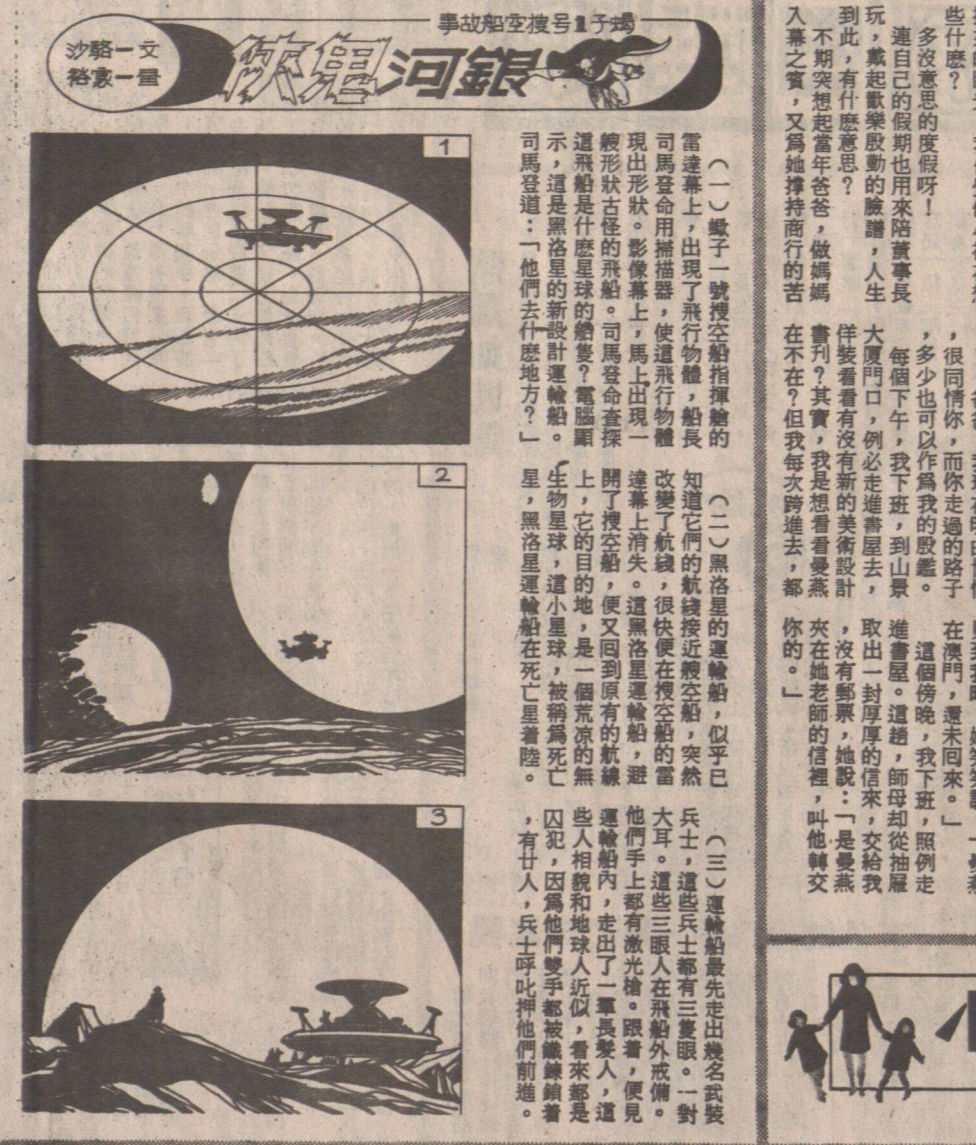 些什麽？
多沒意思的度假呀！
連自己的假期也用來陪董事長
玩，戴起歡樂殷勤的臉譜，人生
到此，有什麽意思？
不期突想起當年爸爸，做媽媽
入幕之賓，又爲她撑持商行的苦
，很同情你，而你走過的路子
，多少也可以作爲我的殷鑑。
每個下午，我下班，到山景
大廈門口，例必走進書屋去，
佯裝看看有沒有新的美術設計
書刊？其實，我是想看看曼燕
在不在？但我每次跨進去，都
在澳門，還未囘來。」
這個傍晚，我下班，照例走
進書屋。這趟，師母却從抽屜
取出一封厚厚的信來，交給我
，沒有郵票，她說：「是曼燕
夾在她老師的信裡，叫他轉交
你的。」
蝎子1号搜空船故事
銀河鬼俠
文一駱沙
（一）蠍子一號搜空船指揮艙的
雷達幕上，出現了飛行物體，船長
司馬登命用掃描器，使這飛行物體
現出形狀。影像幕上，馬上出現一
艘形狀古怪的飛船。司馬登命查探
這飛船是什麽星球的船隻？電腦顯
示，這是黑洛星的新設計運輸船。
司馬登道：「他們去什麽地方？」
（二）黑洛星的運輸船，似乎已
知道它們的航綫接近艘空船，突然
改變了航綫，很快便在搜空船的雷
達幕上消失。這黑洛星運輸船，避
開了搜空船，便又囘到原有的航線
上，它的目的地，是一個荒凉的無
生物星球，這小星球，被稱爲死亡
星，黑洛星運輸船在死亡星着陸。
（三）運輸船最先走出幾名武裝
兵士，這些兵士都有三隻眼。一對
大耳。這些三眼人在飛船外戒備。
他們手上都有激光槍。跟着，便見
運輸船內，走出了一羣長髮人，這
些人相貌和地球人近似，看來都是
囚犯，因爲他們雙手都被鐵鍊鎖着
，有廿人，兵士呼叱押他們前進。
1
2
3